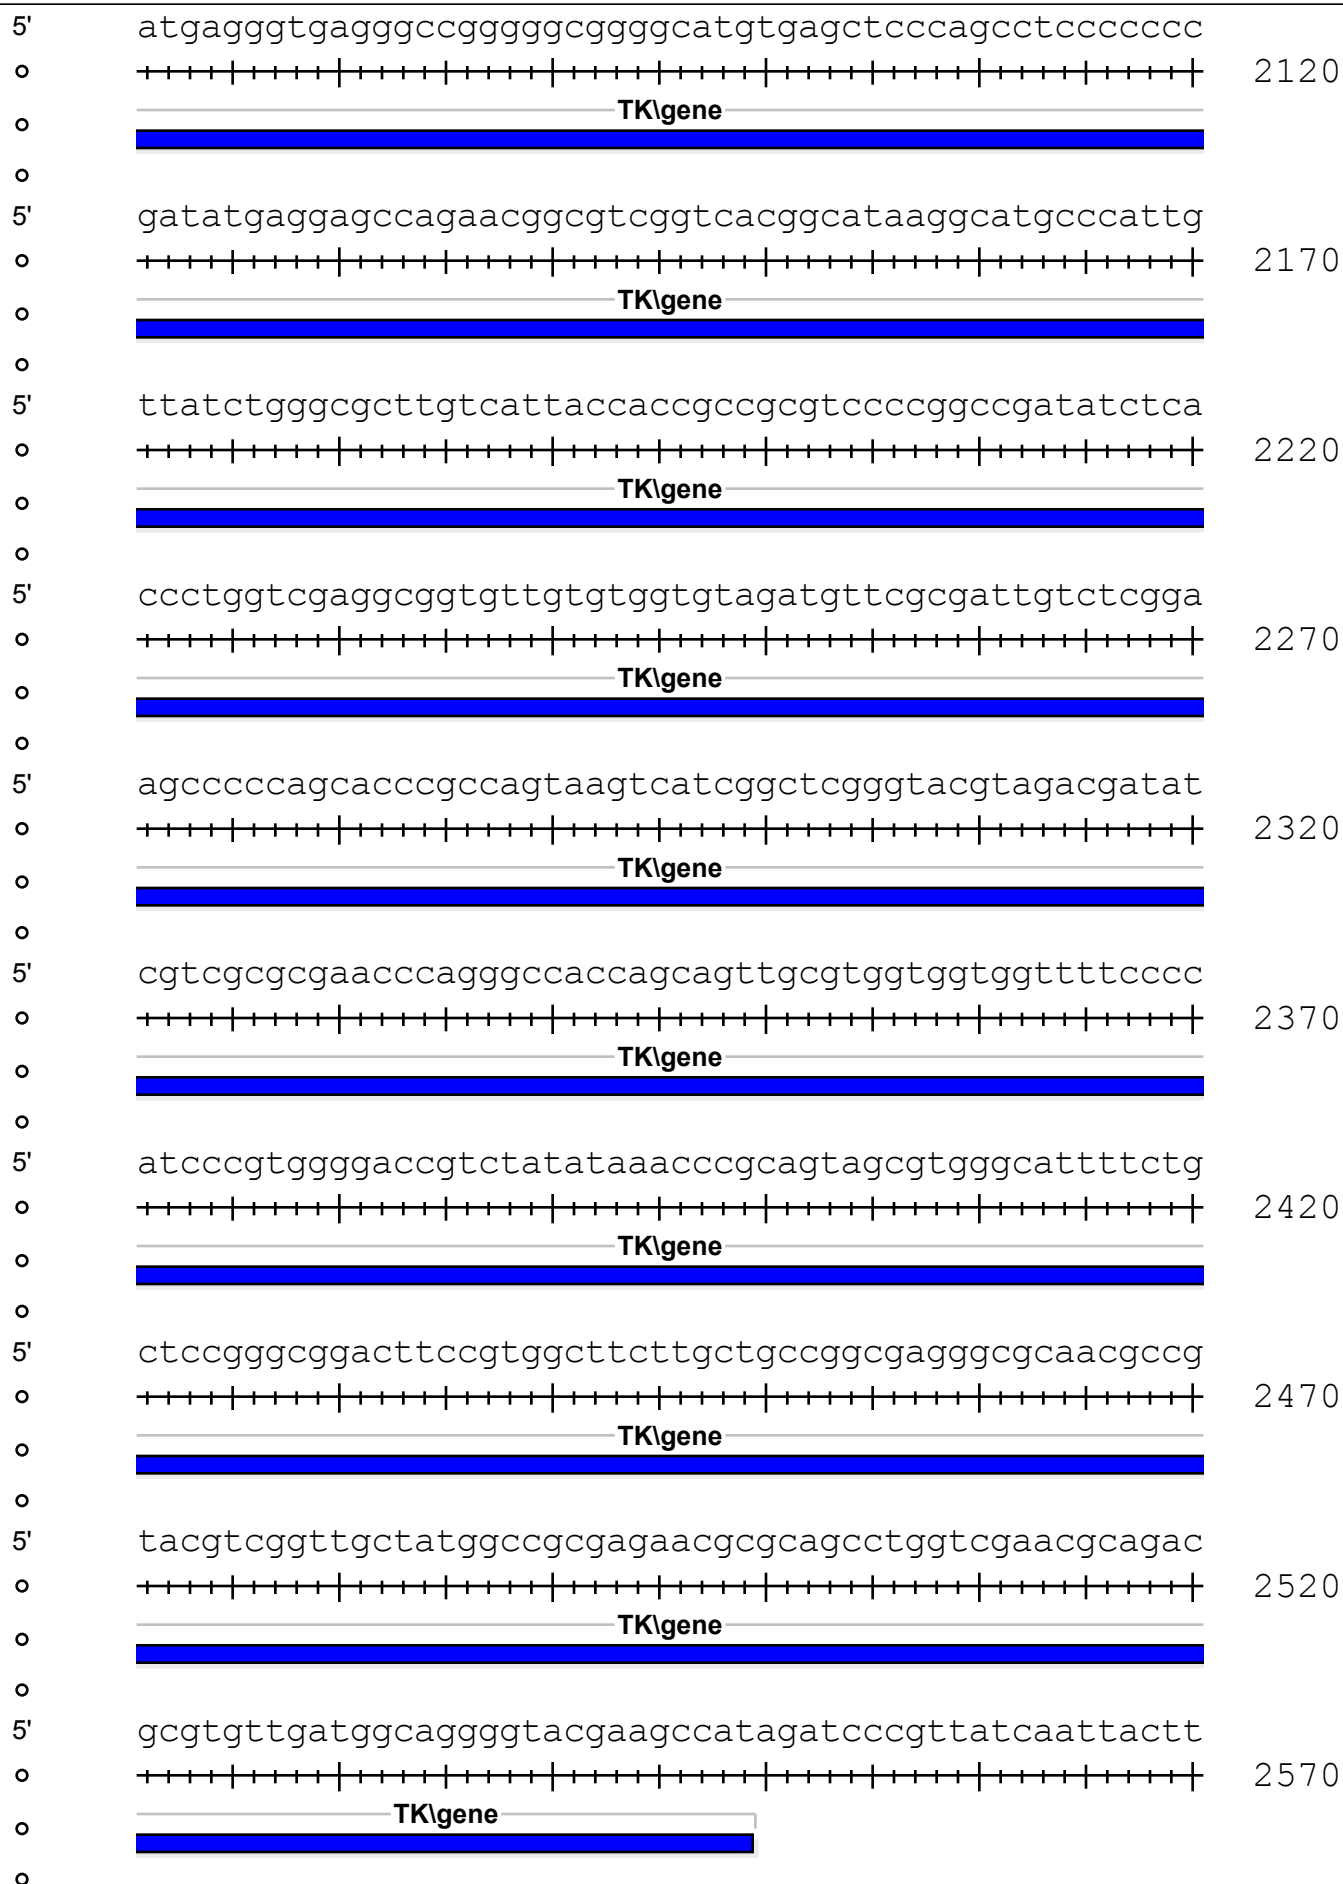 5' atgagggtgagggccgggggcggggcatgtgagctcccagcctccccccc
2120
TK\gene
5' gatatgaggagccagaacggcgtcggtcacggcataaggcatgcccattg
2170
TK\gene
5' ttatctgggcgcttgtcattaccaccgccgcgtccccggccgatatctca
2220
TK\gene
5' ccctggtcgaggcggtgttgtgtggtgtagatgttcgcgattgtctcgga
2270
TK\gene
5' agcccccagcacccgccagtaagtcatcggctcgggtacgtagacgatat
2320
TK\gene
5' cgtcgcgcgaacccagggccaccagcagttgcgtggtggtggttttcccc
2370
TK\gene
5' atcccgtggggaccgtctatataaacccgcagtagcgtgggcattttctg
2420
TK\gene
5' ctccgggcggacttccgtggcttcttgctgccggcgagggcgcaacgccg
2470
TK\gene
5' tacgtcggttgctatggccgcgagaacgcgcagcctggtcgaacgcagac
2520
TK\gene
5' gcgtgttgatggcaggggtacgaagccatagatcccgttatcaattactt
2570
TK\gene